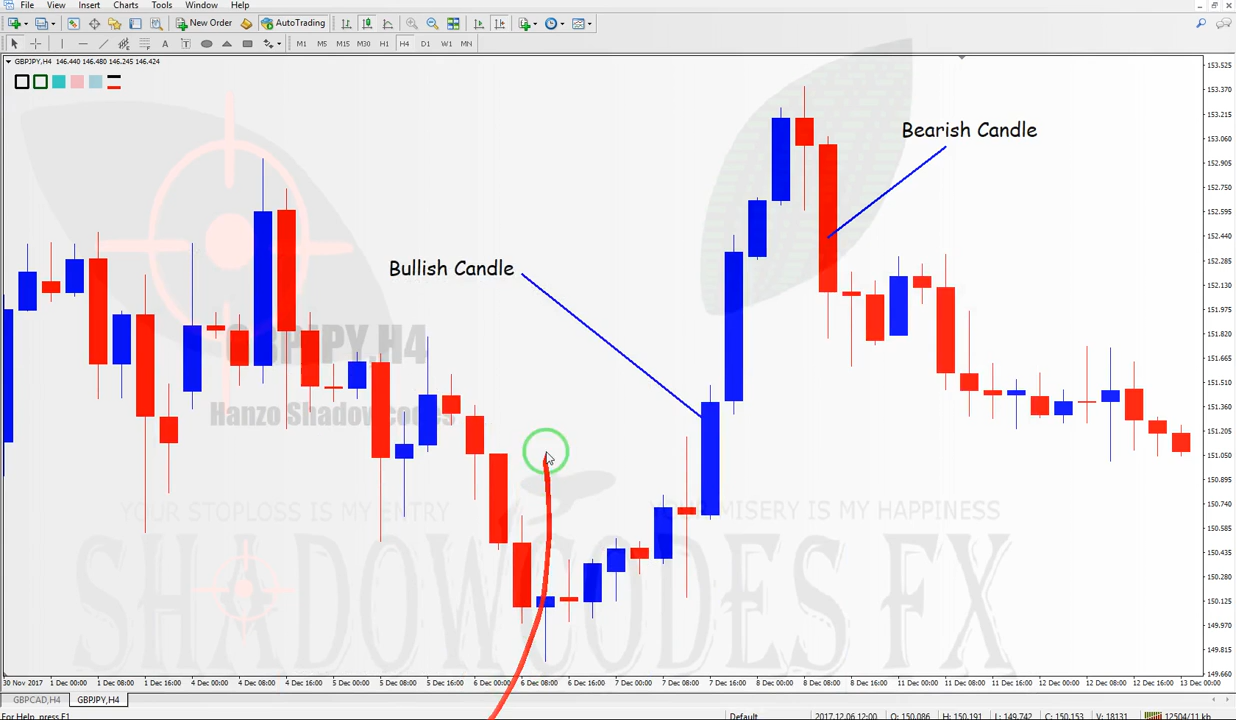 File View Insert Charts Tools Window Help
New Order AutoTrading
A T M1 M5 M15 M30 H1 H4 D1 W1 MN
GBPJPY,H4 146.440 146.480 146.245 146.424
153.525
153.370
153.215
Bearish Candle
153.060
152.905
152.750
152.595
152.440
Bullish Candle
152.285
152.130
151.975
151.820
GBPJPY,H4
151.665
151.510
Hanzo Shadowcodes
151.360
151.205
151.050
150.895
YOUR STOPLOSS IS MY ENTRY YOUR MISERY IS MY HAPPINESS
150.740
150.585
150.435
150.280
SHADOWCODES FX
150.125
149.970
149.815
149.660
30 Nov 2017 1 Dec 00:00 1 Dec 08:00 1 Dec 16:00 4 Dec 00:00 4 Dec 08:00 4 Dec 16:00 5 Dec 00:00 5 Dec 08:00 5 Dec 16:00 6 Dec 00:00 6 Dec 08:00 6 Dec 16:00 7 Dec 00:00 7 Dec 08:00 7 Dec 16:00 8 Dec 00:00 8 Dec 08:00 8 Dec 16:00 11 Dec 00:00 11 Dec 08:00 11 Dec 16:00 12 Dec 00:00 12 Dec 08:00 12 Dec 16:00 13 Dec 00:00
GBPCAD,H4 GBPJPY,H4
For Help, press F1 Default 2017.12.06 12:00 O: 150.086 H: 150.191 L: 149.742 C: 150.153 V: 18131 12504/11 kb